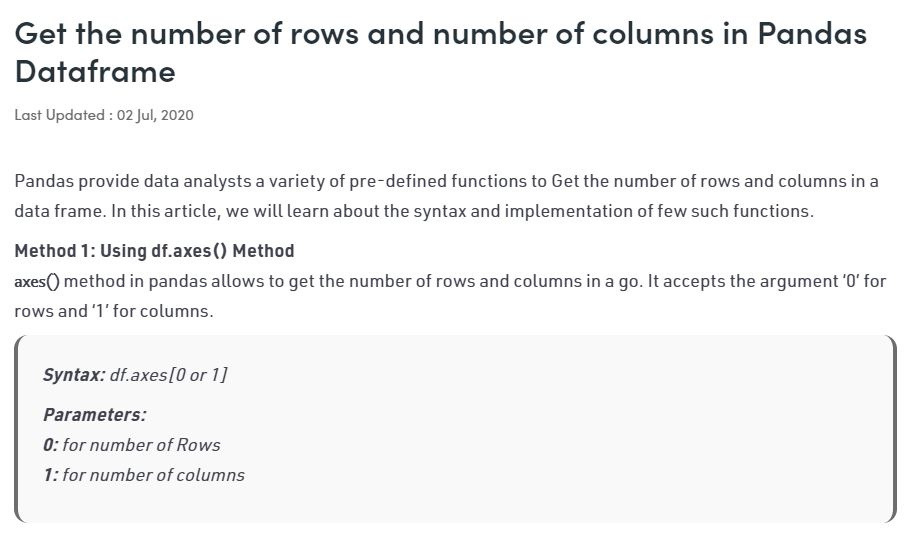 Get the number of rows and number of columns in Pandas
Dataframe
Last Updated : 02 Jul, 2020
Pandas provide data analysts a variety of pre-defined functions to Get the number of rows and columns in a
data frame. In this article, we will learn about the syntax and implementation of few such functions.
Method 1: Using df.axes() Method
axes() method in pandas allows to get the number of rows and columns in a go. It accepts the argument ‘0’ for
rows and ‘1’ for columns.
Syntax: df.axes[0 or 1]
Parameters:
0: for number of Rows
1: for number of columns